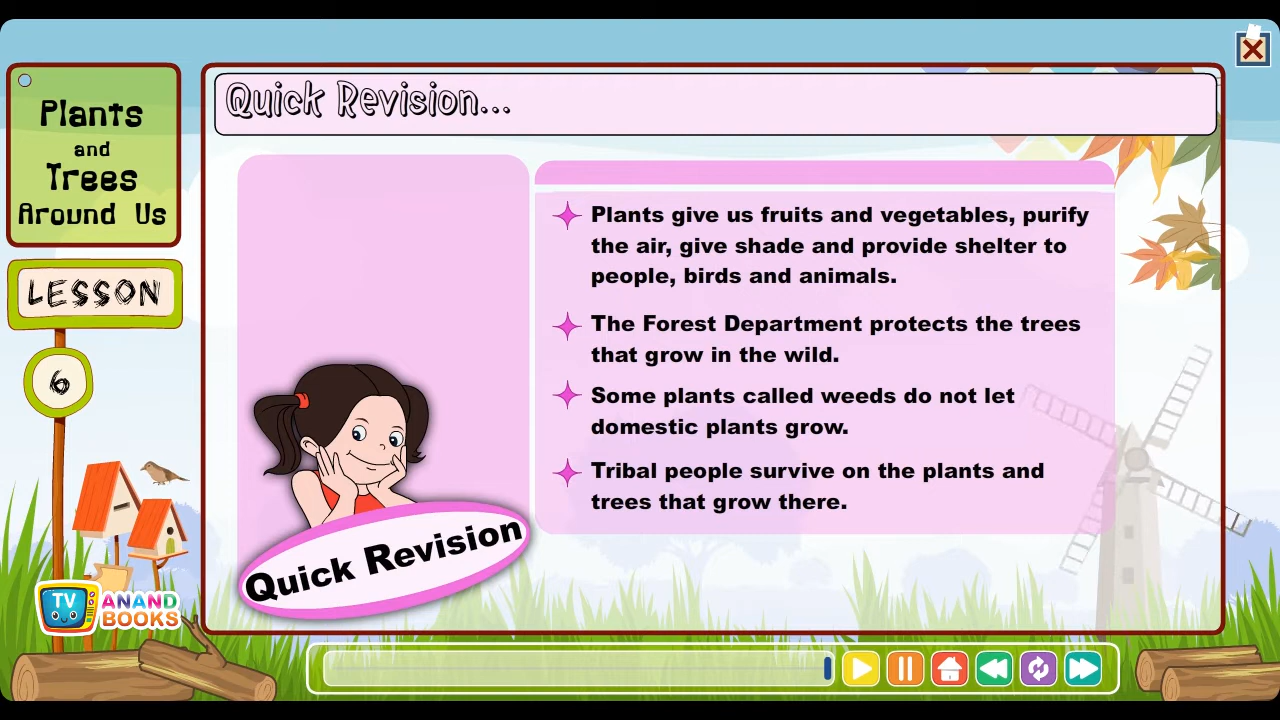 Plants
and
Trees
Around Us
LESSON
6
Quick Revision...
Plants give us fruits and vegetables, purify
the air, give shade and provide shelter to
people, birds and animals.
The Forest Department protects the trees
that grow in the wild.
Some plants called weeds do not let
domestic plants grow.
Tribal people survive on the plants and
trees that grow there.
Quick Revision
TV
ANAND
BOOKS